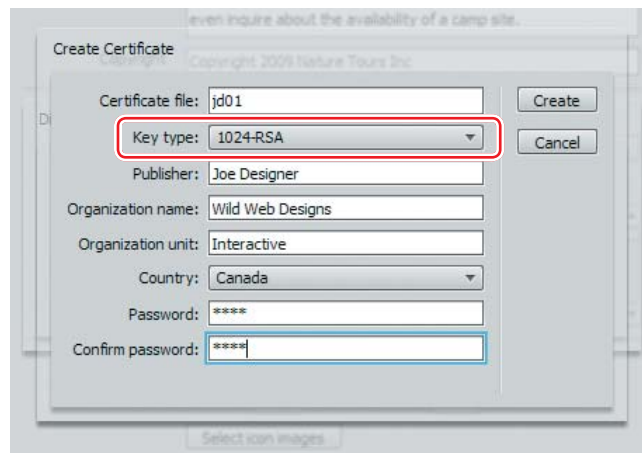 even inquire about the availability of a camp site.
Create Certificate
Copyright Copyright 2009 Nature Tours Inc
Certificate file: jd01 Create
Di
Key type: 1024-RSA Cancel
Publisher: Joe Designer
Organization name: Wild Web Designs
Organization unit: Interactive
Country: Canada
Password: ****
Confirm password: ****
Select icon images